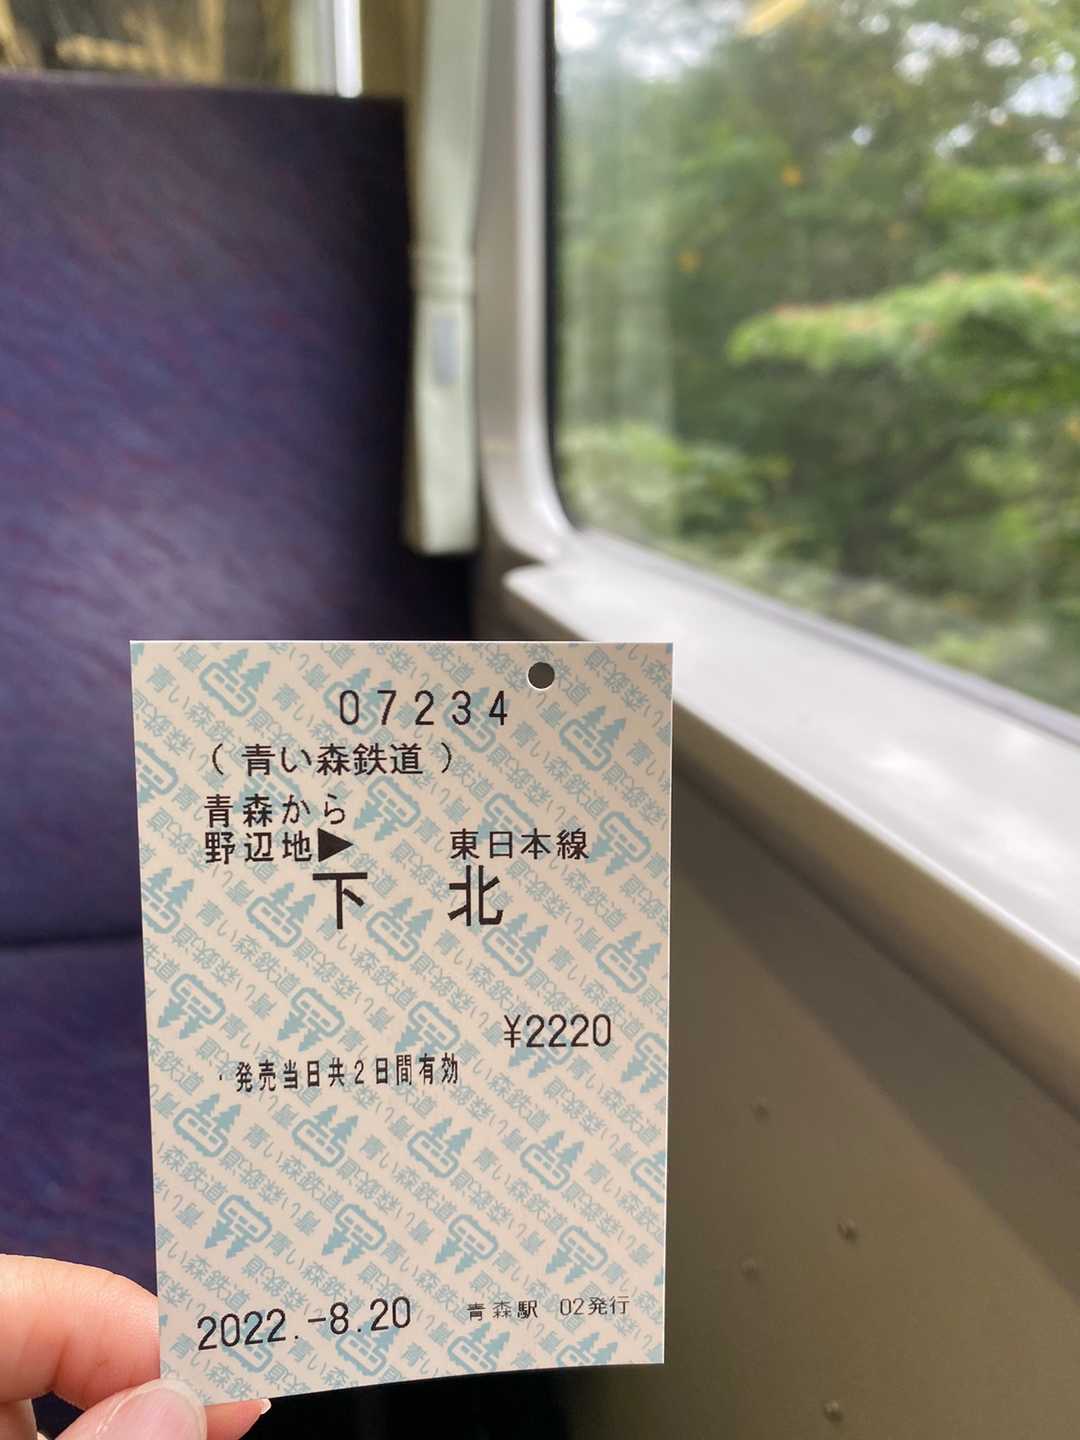 07234
（ 青い森鉄道 ）
青森から
野辺地▶ 東日本線
下 北
¥2220
・発売当日共２日間有効
2022.-8.20 青森駅 02発行